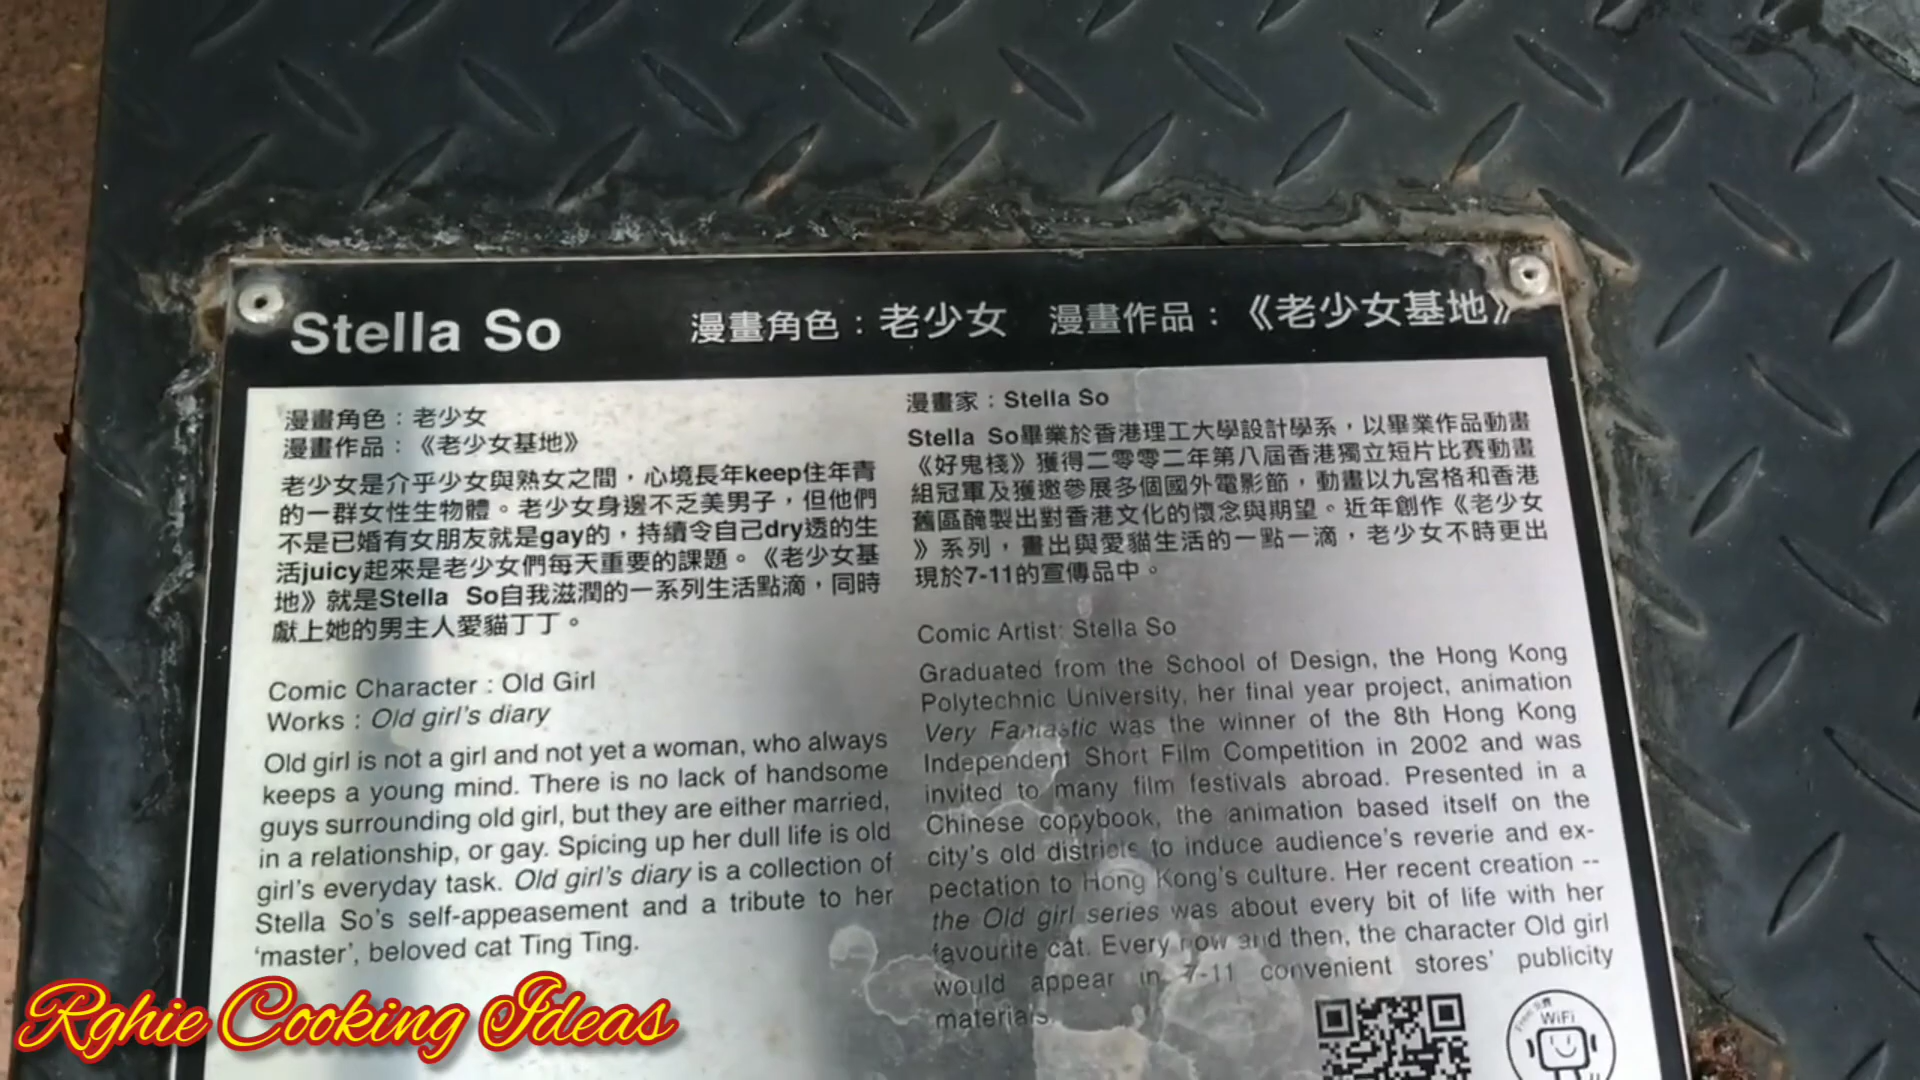 Stella So 漫畫角色：老少女 漫畫作品：《老少女基地》
漫畫角色：老少女
漫畫作品：《老少女基地》
老少女是介乎少女與熟女之間，心境長年keep住年青
的一群女性生物體。老少女身邊不乏美男子，但他們
不是已婚有女朋友就是gay的，持續令自己dry透的生
活juicy起來是老少女們每天重要的課題。《老少女基
地》就是Stella So自我滋潤的一系列生活點滴，同時
獻上她的男主人愛貓丁丁。
Comic Character : Old Girl
Works : Old girl's diary
Old girl is not a girl and not yet a woman, who always
keeps a young mind. There is no lack of handsome
guys surrounding old girl, but they are either married,
in a relationship, or gay. Spicing up her dull life is old
girl's everyday task. Old girl's diary is a collection of
Stella So's self-appeasement and a tribute to her
'master', beloved cat Ting Ting.
漫畫家：Stella So
Stella So畢業於香港理工大學設計學系，以畢業作品動畫
《好鬼棧》獲得二零零二年第八屆香港獨立短片比賽動畫
組冠軍及獲邀參展多個國外電影節，動畫以九宮格和香港
舊區醃製出對香港文化的懷念與期望。近年創作《老少女
》系列，畫出與愛貓生活的一點一滴，老少女不時更出
現於7-11的宣傳品中。
Comic Artist: Stella So
Graduated from the School of Design, the Hong Kong
Polytechnic University, her final year project, animation
Very Fantastic was the winner of the 8th Hong Kong
Independent Short Film Competition in 2002 and was
invited to many film festivals abroad. Presented in a
Chinese copybook, the animation based itself on the
city's old districts to induce audience's reverie and ex-
pectation to Hong Kong's culture. Her recent creation --
the Old girl series was about every bit of life with her
favourite cat. Every now and then, the character Old girl
would appear in 7-11 convenient stores' publicity
materials.
Free 免費
WiFi
Rghie Cooking Ideas